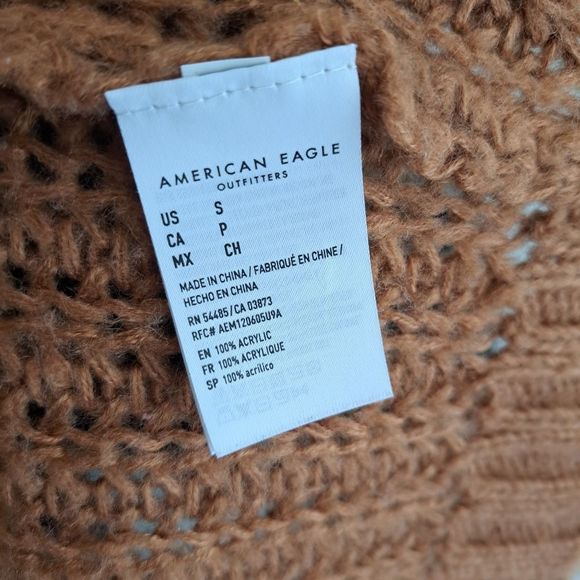 AMERICAN EAGLE
OUTFITTERS
US S
CA P
MX CH
MADE IN CHINA / FABRIQUÉ EN CHINE /
HECHO EN CHINA
RN 54485 / CA 03873
RFC# AEM120605U9A
EN 100% ACRYLIC
FR 100% ACRYLIQUE
SP 100% acrilico